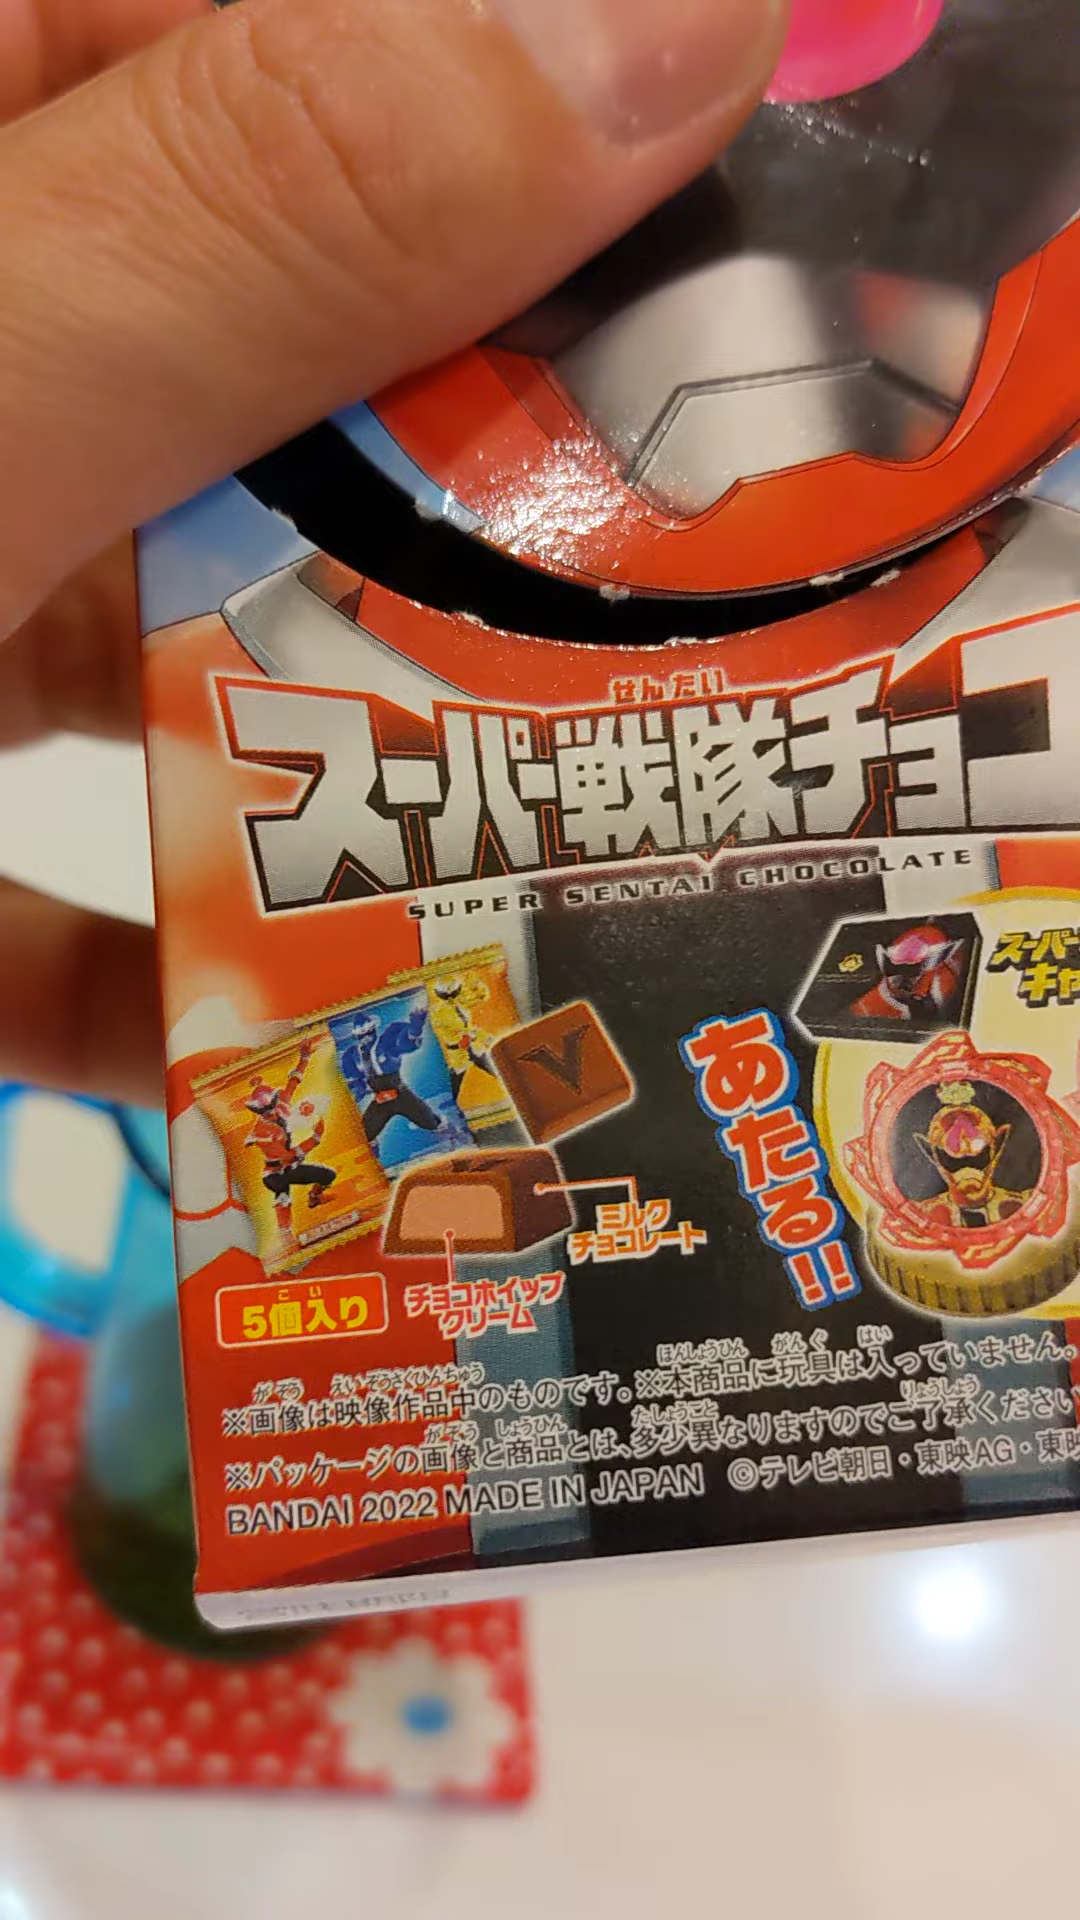 せんたい
スーパー戦隊チョコ
SUPER SENTAI CHOCOLATE
スーパー
キャ
あたる!!
V
ミルク
チョコレート
チョコホイップ
クリーム
こ い
5個入り
がぞう えいぞうさくひんちゅう ほんしょうひん がんぐ はい
※画像は映像作品中のものです。※本商品に玩具は入っていません。
がぞう しょうひん たしょうこと りょうしょう
※パッケージの画像と商品とは、多少異なりますのでご了承ください
BANDAI 2022 MADE IN JAPAN ©テレビ朝日・東映AG・東映